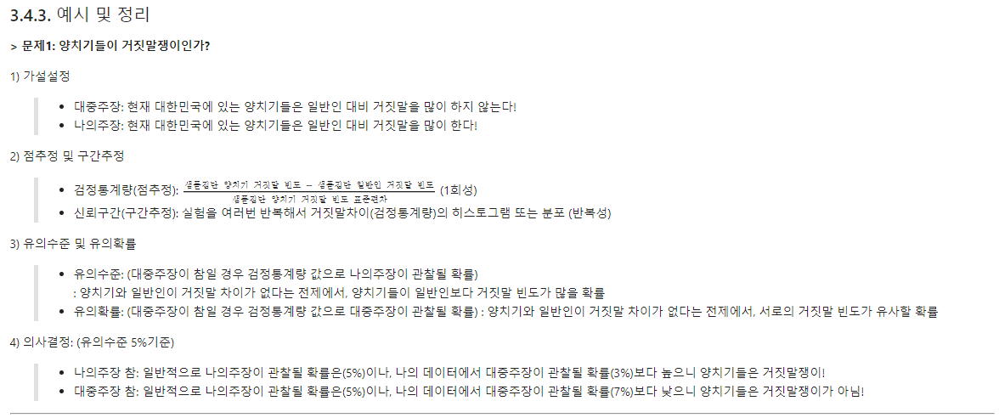 3.4.3. 예시 및 정리
> 문제1: 양치기들이 거짓말쟁이인가?
1) 가설설정
• 대중주장: 현재 대한민국에 있는 양치기들은 일반인 대비 거짓말을 많이 하지 않는다!
• 나의주장: 현재 대한민국에 있는 양치기들은 일반인 대비 거짓말을 많이 한다!
2) 점추정 및 구간추정
• 검정통계량(점추정): 샘플집단 양치기 거짓말 빈도 − 샘플집단 일반인 거짓말 빈도 (1회성)
샘플집단 양치기 거짓말 빈도 표준편차
• 신뢰구간(구간추정): 실험을 여러번 반복해서 거짓말차이(검정통계량)의 히스토그램 또는 분포 (반복성)
3) 유의수준 및 유의확률
• 유의수준: (대중주장이 참일 경우 검정통계량 값으로 나의주장이 관찰될 확률)
: 양치기와 일반인이 거짓말 차이가 없다는 전제에서, 양치기들이 일반인보다 거짓말 빈도가 많을 확률
• 유의확률: (대중주장이 참일 경우 검정통계량 값으로 대중주장이 관찰될 확률) : 양치기와 일반인이 거짓말 차이가 없다는 전제에서, 서로의 거짓말 빈도가 유사할 확률
4) 의사결정: (유의수준 5%기준)
• 나의주장 참: 일반적으로 나의주장이 관찰될 확률은(5%)이나, 나의 데이터에서 대중주장이 관찰될 확률(3%)보다 높으니 양치기들은 거짓말쟁이!
• 대중주장 참: 일반적으로 나의주장이 관찰될 확률은(5%)이나, 나의 데이터에서 대중주장이 관찰될 확률(7%)보다 낮으니 양치기들은 거짓말쟁이가 아님!